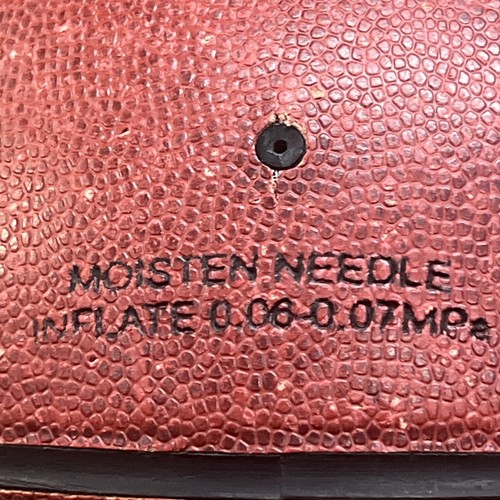 MOISTEN NEEDLE
INFLATE 0.06-0.07MPa